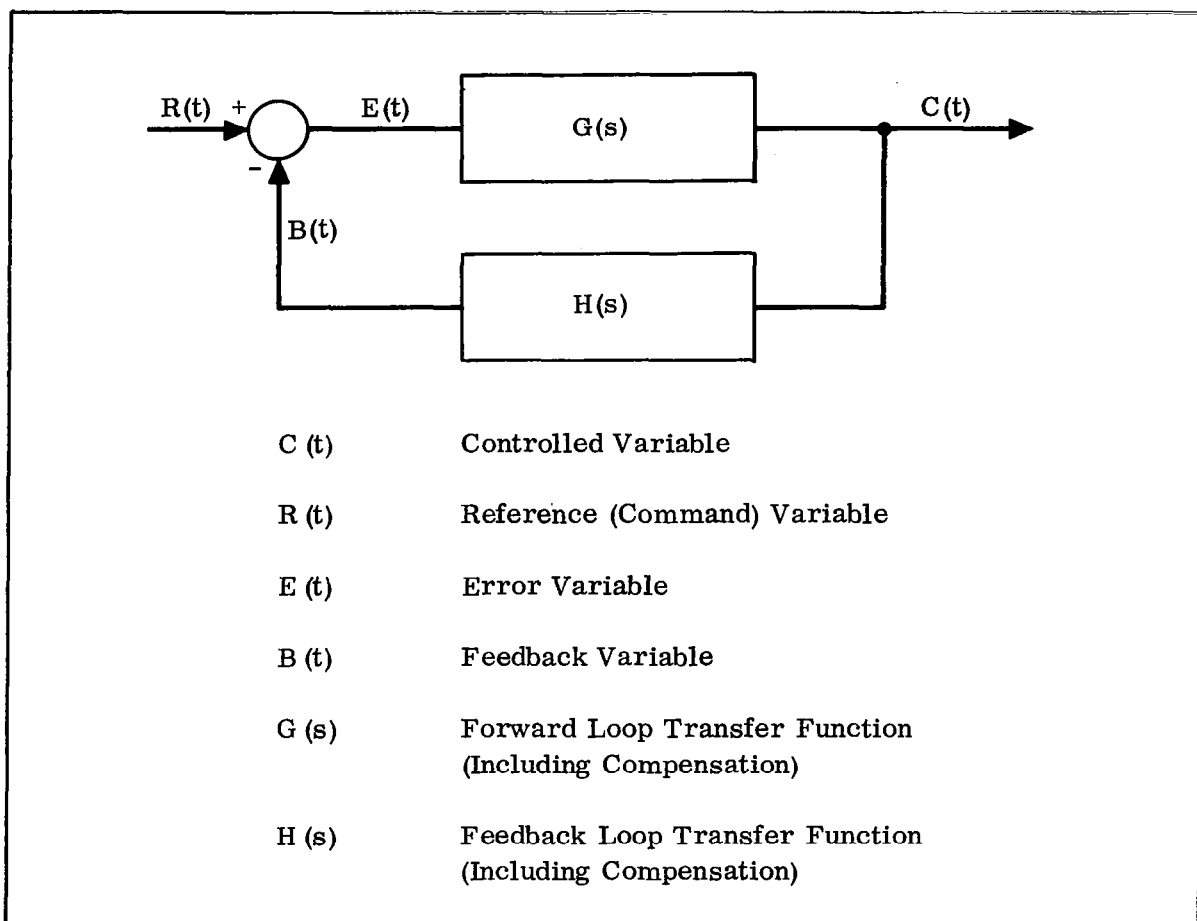 R(t) + E(t) G(s) C(t)
-
B(t)
H(s)
C (t) Controlled Variable
R (t) Reference (Command) Variable
E (t) Error Variable
B (t) Feedback Variable
G (s) Forward Loop Transfer Function
(Including Compensation)
H (s) Feedback Loop Transfer Function
(Including Compensation)